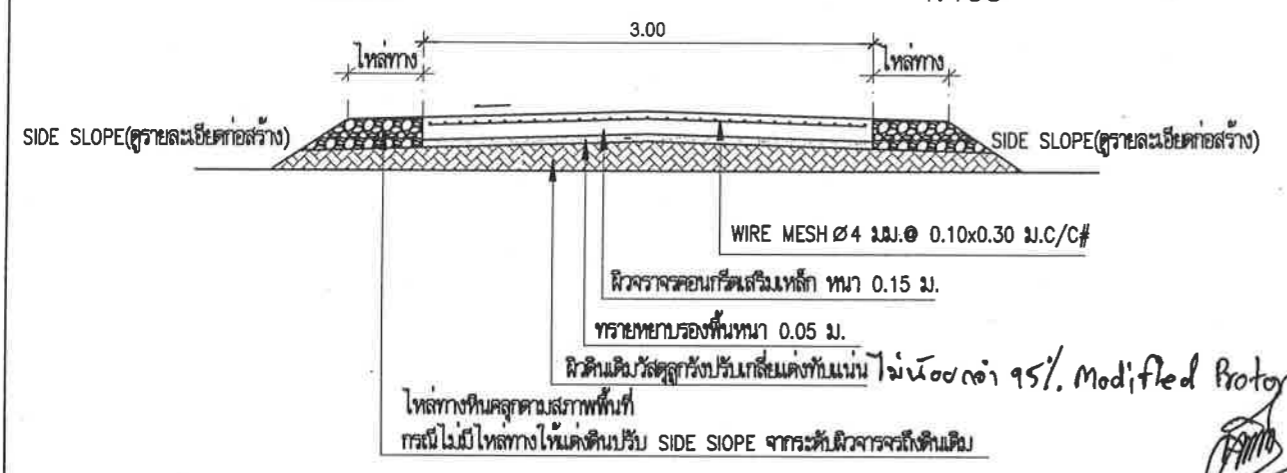 3.00
ไหล่ทาง
ไหล่ทาง
SIDE SLOPE(ดูรายละเอียดก่อสร้าง)
SIDE SLOPE(ดูรายละเอียดก่อสร้าง)
WIRE MESH Ø4 มม.@ 0.10x0.30 ม.C/C#
ผิวจราจรคอนกรีตเสริมเหล็ก หนา 0.15 ม.
ทรายหยาบรองพื้นหนา 0.05 ม.
ผิวดินเดิมวัสดุลูกรังปรับเกลี่ยแต่งทับแน่น ไม่น้อยกว่า 95%. Modified Proctor
ไหล่ทางหินคลุกตามสภาพพื้นที่
กรณีไม่มีไหล่ทางให้แต่งดินปรับ SIDE SlOPE จากระดับผิวจารจรถึงดินเดิม